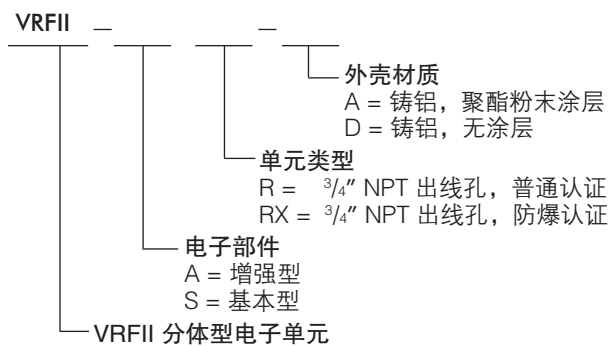 VRFII — —
外壳材质
A = 铸铝，聚酯粉末涂层
D = 铸铝，无涂层
单元类型
R = ³/₄″ NPT 出线孔，普通认证
RX = ³/₄″ NPT 出线孔，防爆认证
电子部件
A = 增强型
S = 基本型
VRFII 分体型电子单元